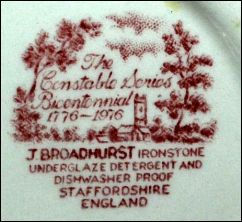 The
Constable Series
Bicentennial
1776-1976
J. BROADHURST IRONSTONE
UNDERGLAZE DETERGENT AND
DISHWASHER PROOF
STAFFORDSHIRE
ENGLAND